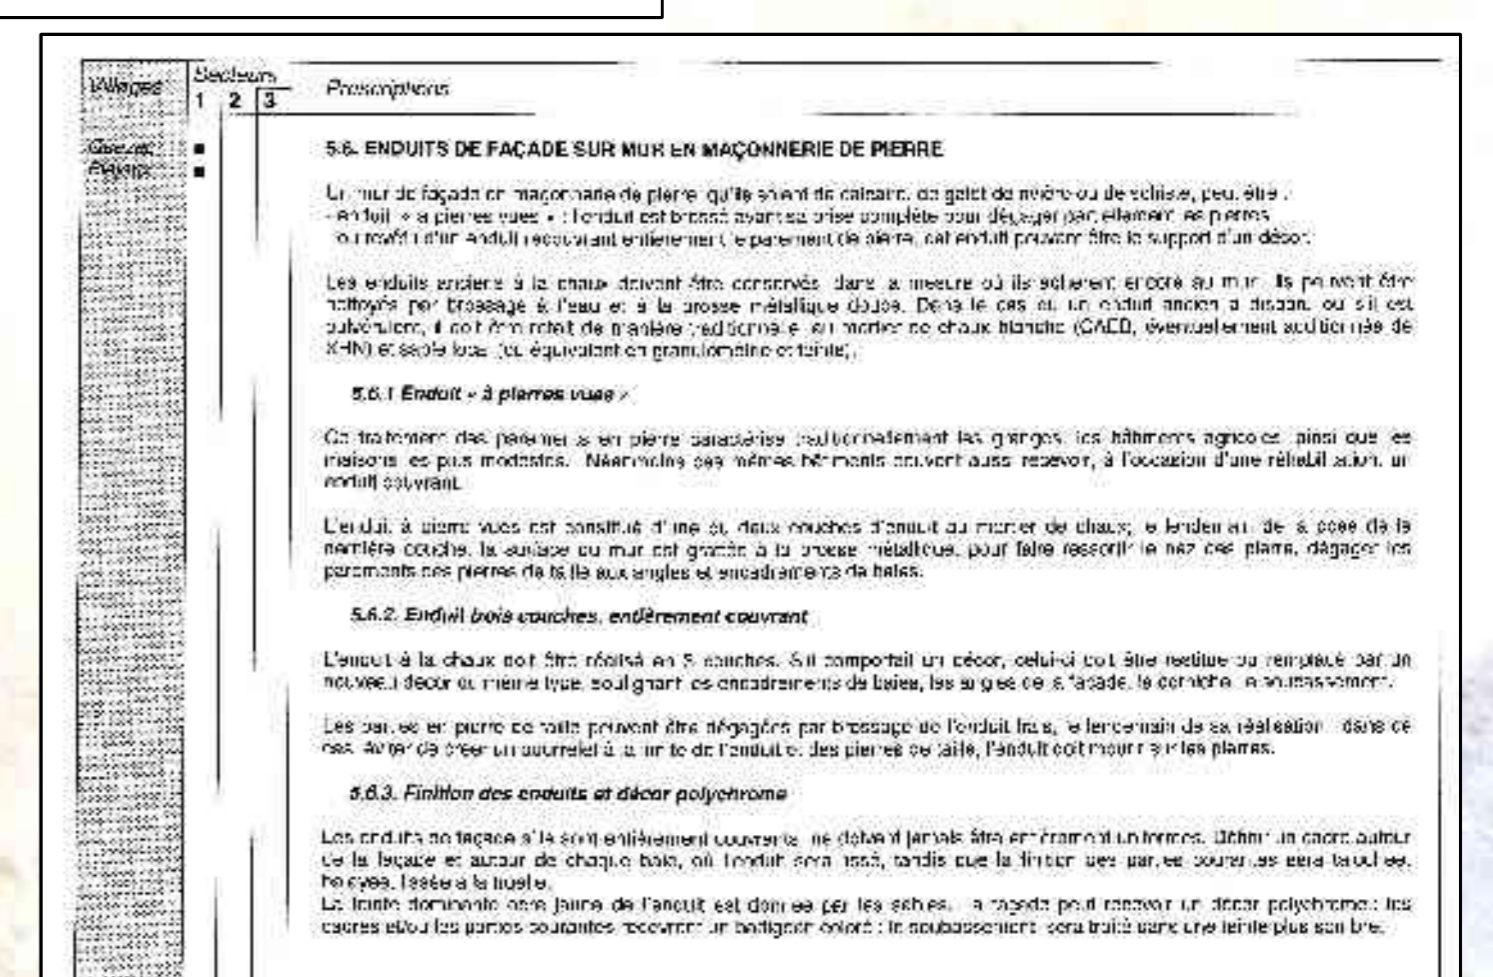 Villages
Secteurs
1 2 3
Prescriptions
5.6. ENDUITS DE FAÇADE SUR MUR EN MAÇONNERIE DE PIERRE
Un mur de façade en maçonnerie de pierre, qu'ils soient de calcaire, de galet de rivière ou de schiste, peut être :
- enduit « à pierres vues » : l'enduit est brossé avant sa prise complète pour dégager partiellement les pierres
- ou revêtu d'un enduit recouvrant entièrement le parement de pierre, cet enduit pouvant être le support d'un décor.
Les enduits anciens à la chaux doivent être conservés dans la mesure où ils adhèrent encore au mur. Ils peuvent être
nettoyés par brossage à l'eau et à la brosse métallique douce. Dans le cas où un enduit ancien a disparu ou s'il est
pulvérulent, il doit être refait de manière traditionnelle, au mortier de chaux blanche (CAEB, éventuellement additionnée de
XHN) et sable local (ou équivalent en granulométrie et teinte).
5.6.1 Enduit « à pierres vues »
Ce traitement des parements en pierre caractérise traditionnellement les granges, les bâtiments agricoles ainsi que les
maisons les plus modestes. Néanmoins ces mêmes bâtiments peuvent aussi recevoir, à l'occasion d'une réhabilitation, un
enduit couvrant.
L'enduit à pierre vues est constitué d'une ou deux couches d'enduit au mortier de chaux; le lendemain de la pose de la
dernière couche, la surface du mur est grattée à la brosse métallique, pour faire ressortir le nez des pierre, dégager les
parements des pierres de taille aux angles et encadrements de baies.
5.6.2. Enduit trois couches, entièrement couvrant
L'enduit à la chaux doit être réalisé en 3 couches. S'il comportait un décor, celui-ci doit être restitué ou remplacé par un
nouveau décor du même type, soulignant les encadrements de baies, les angles de la façade, la corniche, le soubassement.
Les parties en pierre de taille peuvent être dégagées par brossage de l'enduit frais, le lendemain de sa réalisation : dans ce
cas, éviter de créer un bourrelet à la limite de l'enduit et des pierres de taille, l'enduit doit mourir sur les pierres.
5.6.3. Finition des enduits et décor polychrome
Les enduits de façade s'ils sont entièrement couvrants, ne doivent jamais être entièrement uniformes. Définir un cadre autour
de la façade et autour de chaque baie, où l'enduit sera lissé, tandis que la finition des parties courantes sera talochée,
balayée, lissée à la truelle.
La teinte dominante ocre jaune de l'enduit est donnée par les sables. La façade peut recevoir un décor polychrome : les
cadres et/ou les parties courantes recevront un badigeon coloré ; le soubassement sera traité dans une teinte plus sombre.